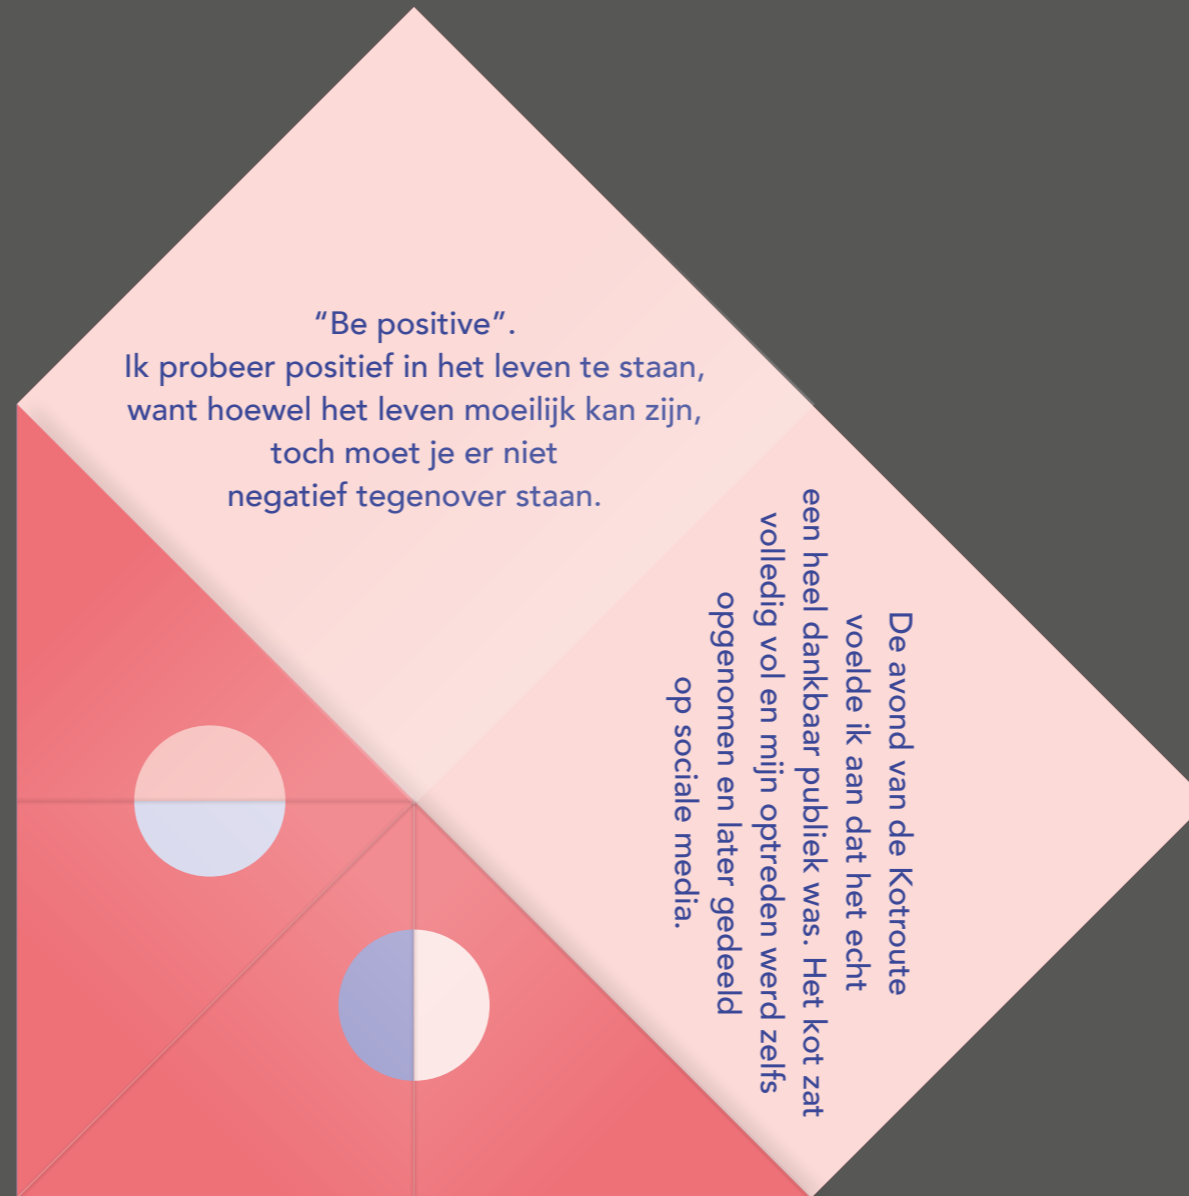 “Be positive”.
Ik probeer positief in het leven te staan,
want hoewel het leven moeilijk kan zijn,
toch moet je er niet
negatief tegenover staan.
De avond van de Kotroute
voelde ik aan dat het echt
een heel dankbaar publiek was. Het kot zat
volledig vol en mijn optreden werd zelfs
opgenomen en later gedeeld
op sociale media.